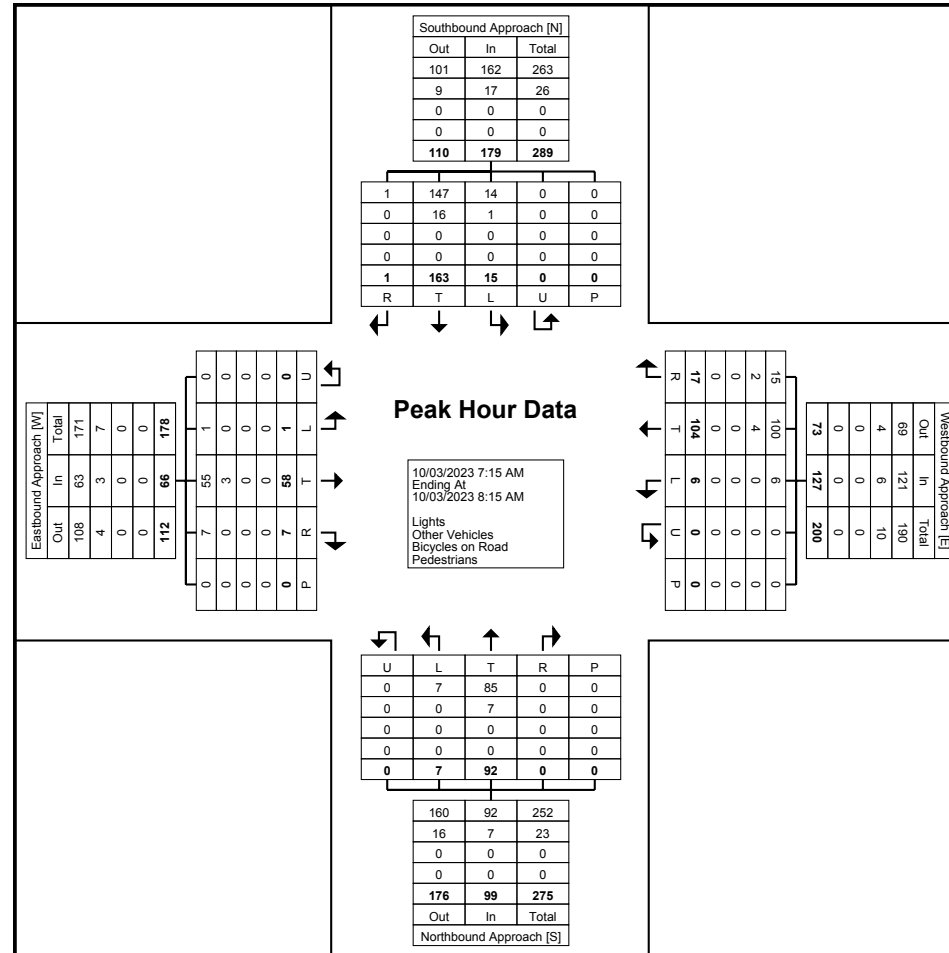 Southbound Approach [N]
Out In Total
101 162 263
9 17 26
0 0 0
0 0 0
110 179 289
1 147 14 0 0
0 16 1 0 0
0 0 0 0 0
0 0 0 0 0
1 163 15 0 0
R T L U P
Eastbound Approach [W]
Total In Out
171 63 108
7 3 4
0 0 0
0 0 0
178 66 112
0 1 55 7 0
0 0 3 0 0
0 0 0 0 0
0 0 0 0 0
0 1 58 7 0
U L T R P
Peak Hour Data
10/03/2023 7:15 AM
Ending At
10/03/2023 8:15 AM
Lights
Other Vehicles
Bicycles on Road
Pedestrians
R T L U P
17 104 6 0 0
0 0 0 0 0
0 0 0 0 0
2 4 0 0 0
15 100 6 0 0
Westbound Approach [E]
Out In Total
69 121 190
4 6 10
0 0 0
0 0 0
73 127 200
U L T R P
0 7 85 0 0
0 0 7 0 0
0 0 0 0 0
0 0 0 0 0
0 7 92 0 0
160 92 252
16 7 23
0 0 0
0 0 0
176 99 275
Out In Total
Northbound Approach [S]